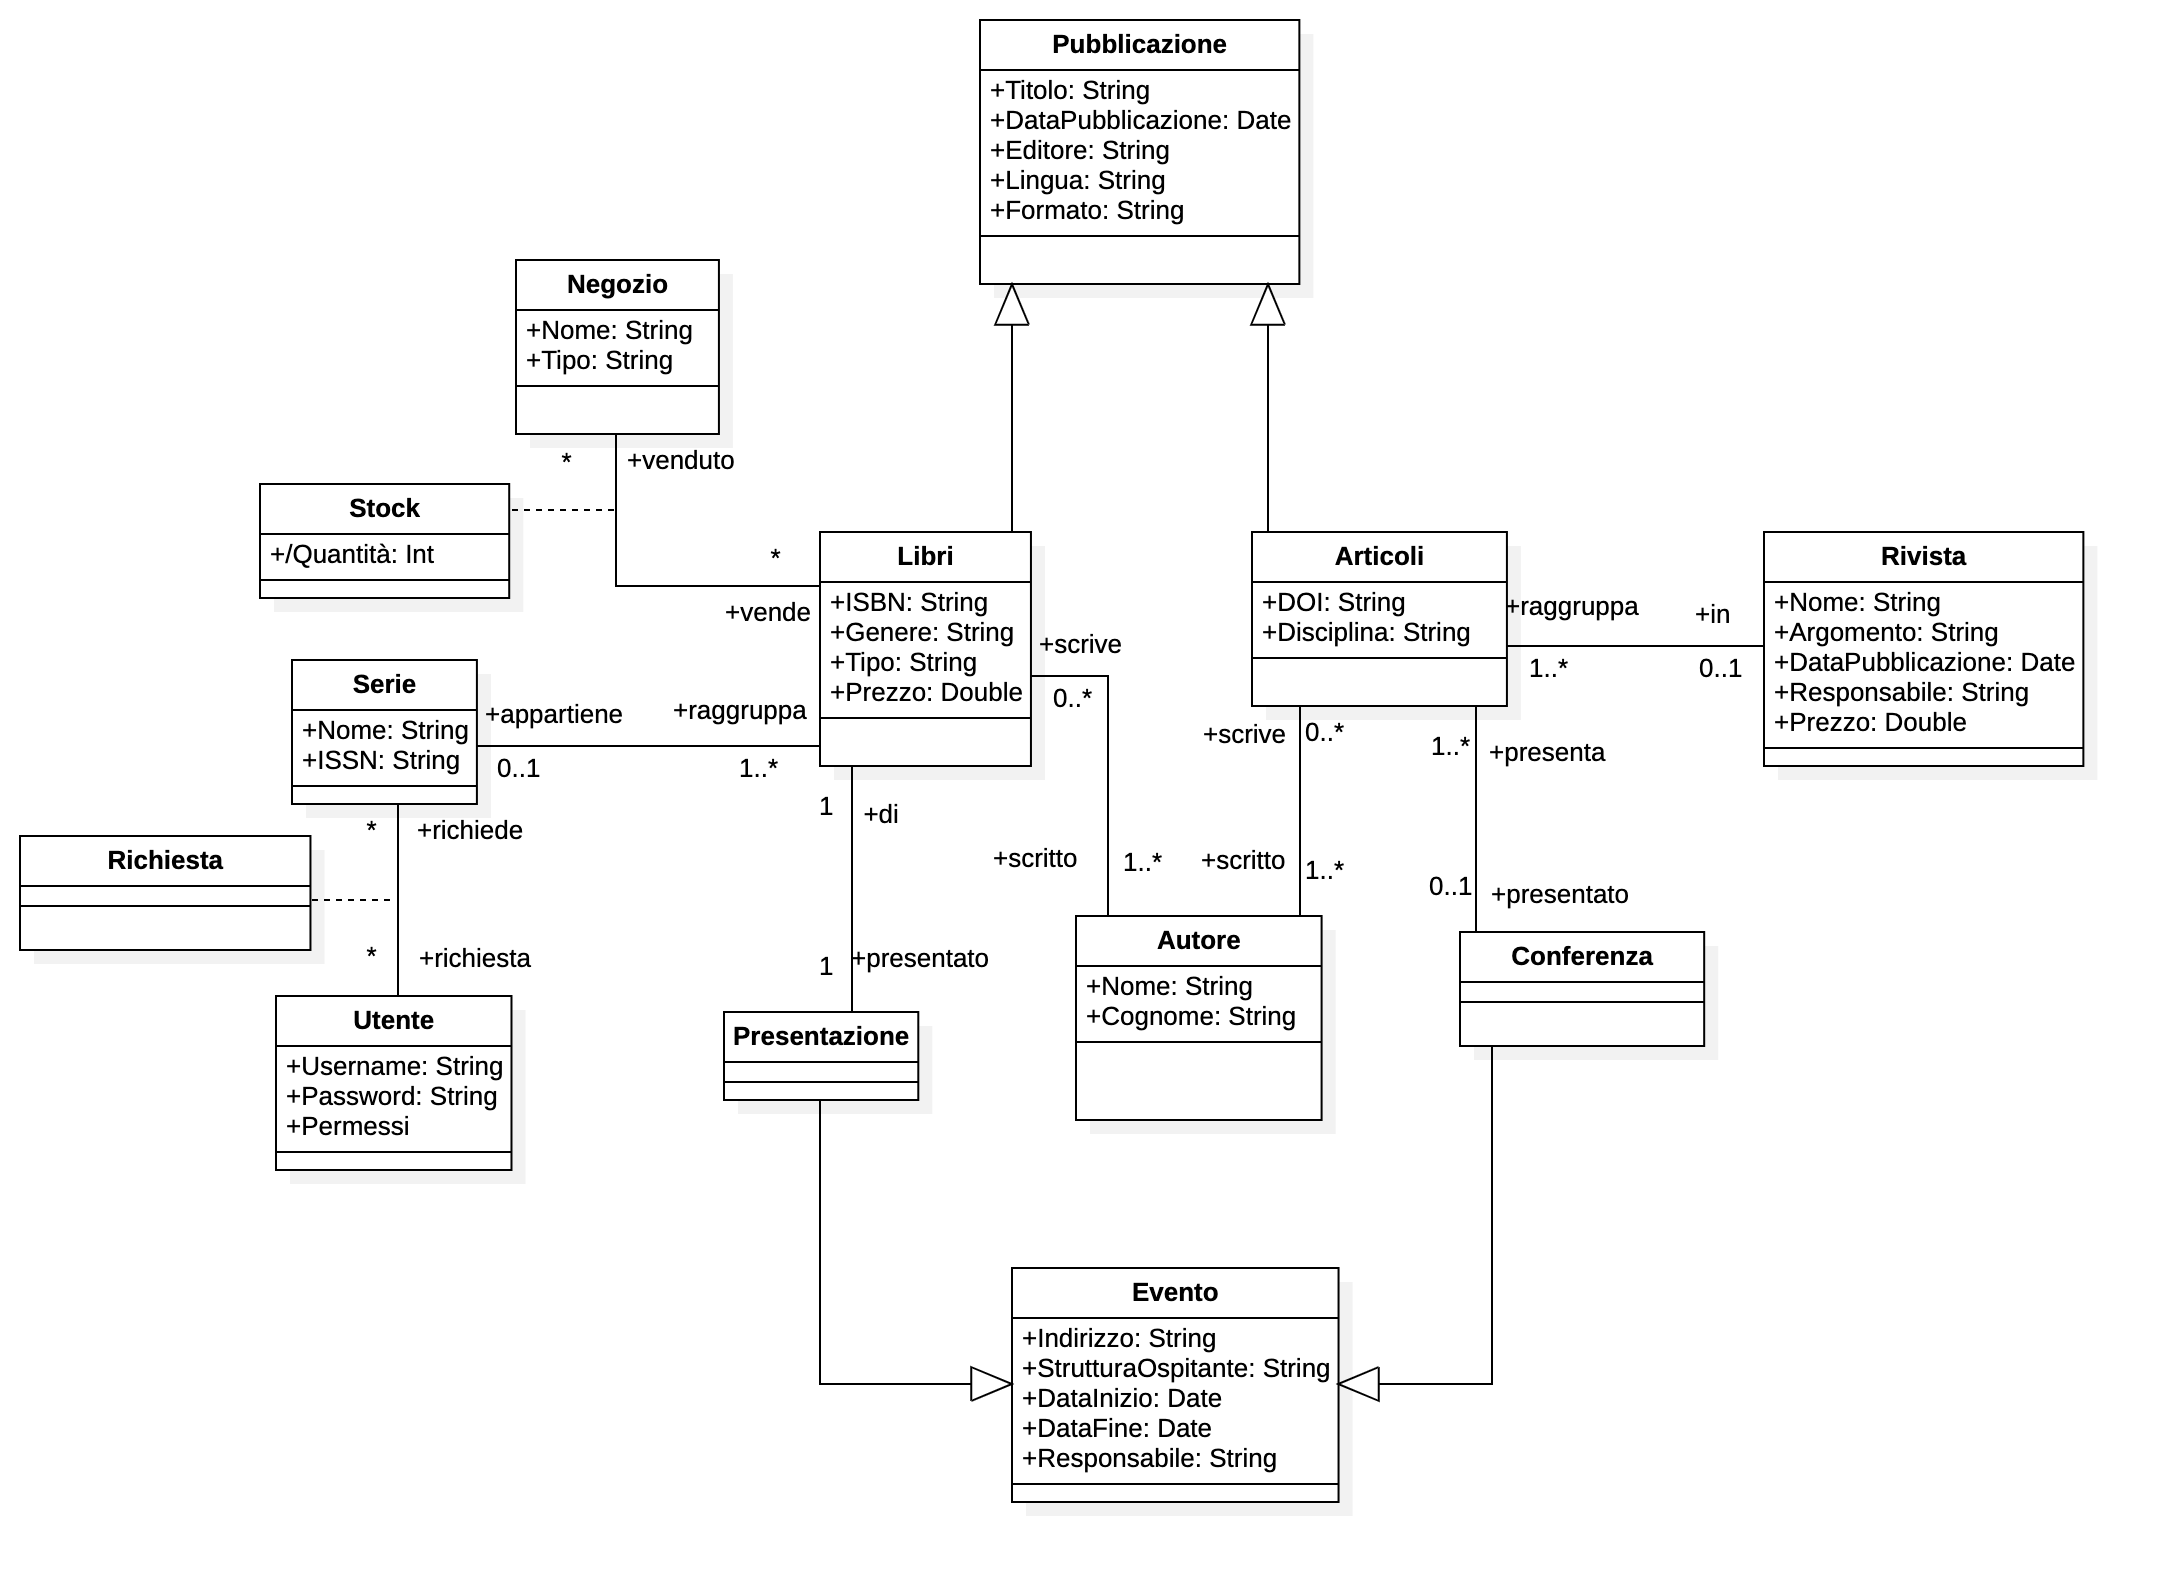 Pubblicazione
+Titolo: String
+DataPubblicazione: Date
+Editore: String
+Lingua: String
+Formato: String
Negozio
+Nome: String
+Tipo: String
*
+venduto
Stock
+/Quantità: Int
*
+vende
Libri
+ISBN: String
+Genere: String
+Tipo: String
+Prezzo: Double
+scrive
0..*
Articoli
+DOI: String
+Disciplina: String
+raggruppa
+in
1..*
0..1
Rivista
+Nome: String
+Argomento: String
+DataPubblicazione: Date
+Responsabile: String
+Prezzo: Double
Serie
+Nome: String
+ISSN: String
+appartiene
+raggruppa
0..1
1..*
+scrive
0..*
1..*
+presenta
*
+richiede
1
+di
Richiesta
+scritto
1..*
+scritto
1..*
0..1
+presentato
*
+richiesta
1
+presentato
Autore
+Nome: String
+Cognome: String
Conferenza
Utente
+Username: String
+Password: String
+Permessi
Presentazione
Evento
+Indirizzo: String
+StrutturaOspitante: String
+DataInizio: Date
+DataFine: Date
+Responsabile: String